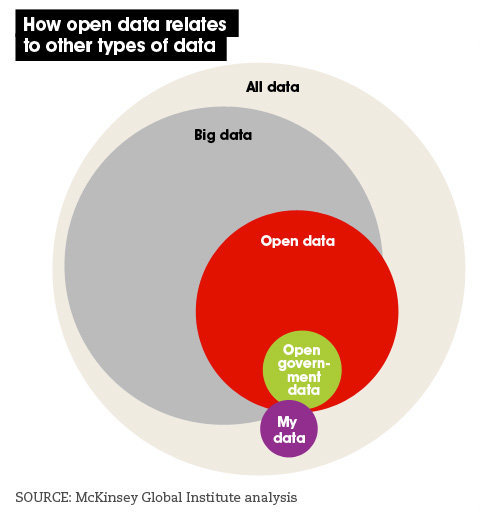 How open data relates
to other types of data
All data
Big data
Open data
Open
govern-
ment
data
My
data
SOURCE: McKinsey Global Institute analysis